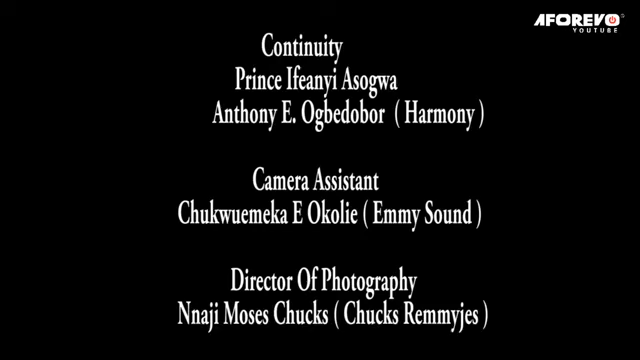 AFOREVO
YOUTUBE
Continuity
Prince Ifeanyi Asogwa
Anthony E. Ogbedobor ( Harmony )
Camera Assistant
Chukwuemeka E Okolie ( Emmy Sound )
Director Of Photography
Nnaji Moses Chucks ( Chucks Remmyjes )